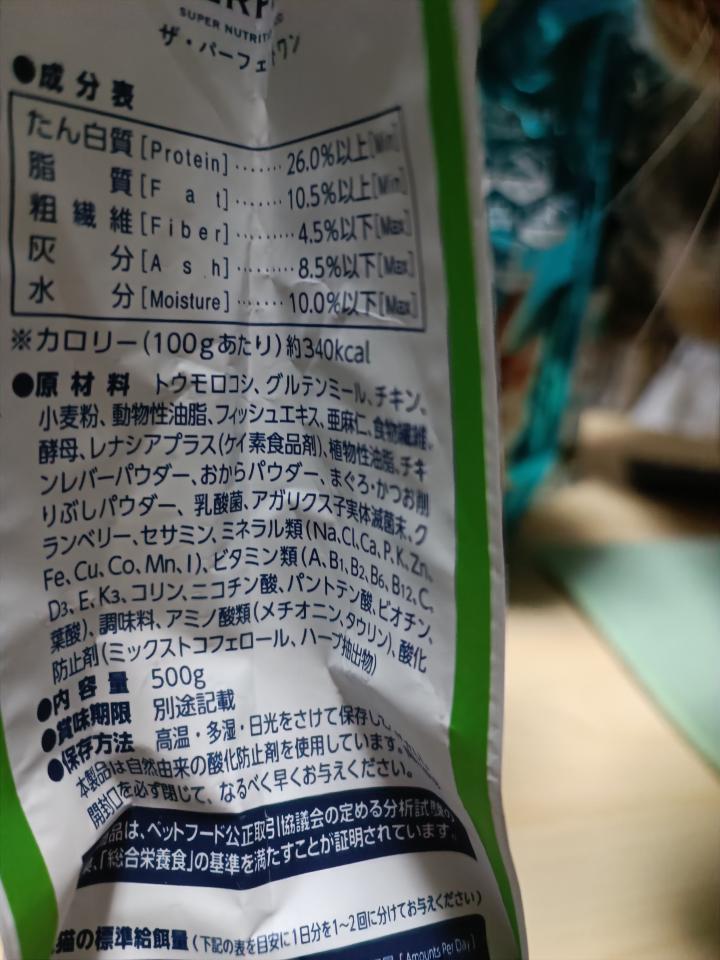 SUPER NUTRITI
ザ・パーフェクトワン
●成分表
たん白質[Protein]……26.0%以上[Min]
脂質[Fat]……10.5%以上[Min]
粗繊維[Fiber]………4.5%以下[Max]
灰分[Ash]………8.5%以下[Max]
水分[Moisture]……10.0%以下[Max]
※カロリー(100gあたり)約340kcal
●原材料 トウモロコシ、グルテンミール、チキン、
小麦粉、動物性油脂、フィッシュエキス、亜麻仁、食物繊維、
酵母、レナシアプラス(ケイ素食品剤)、植物性油脂、チキ
ンレバーパウダー、おからパウダー、まぐろ・かつお削
りぶしパウダー、乳酸菌、アガリクス子実体滅菌末、ク
ランベリー、セサミン、ミネラル類(Na,Cl,Ca,P,K,Zn,
Fe,Cu,Co,Mn,I)、ビタミン類(A,B1,B2,B6,B12,C,
D3,E,K3,コリン,ニコチン酸,パントテン酸,ビオチン,
葉酸)、調味料、アミノ酸類(メチオニン,タウリン)、酸化
防止剤(ミックストコフェロール、ハーブ抽出物)
●内容量 500g
●賞味期限 別途記載
●保存方法 高温・多湿・日光をさけて保存し
本製品は自然由来の酸化防止剤を使用しています。
開封口を必ず閉じて、なるべく早くお与えください。
品は、ペットフード公正取引協議会の定める分析試
「総合栄養食」の基準を満たすことが証明されています。
猫の標準給餌量(下記の表を目安に1日分を1~2回に分けてお与えください)
[Amounts Per Day]